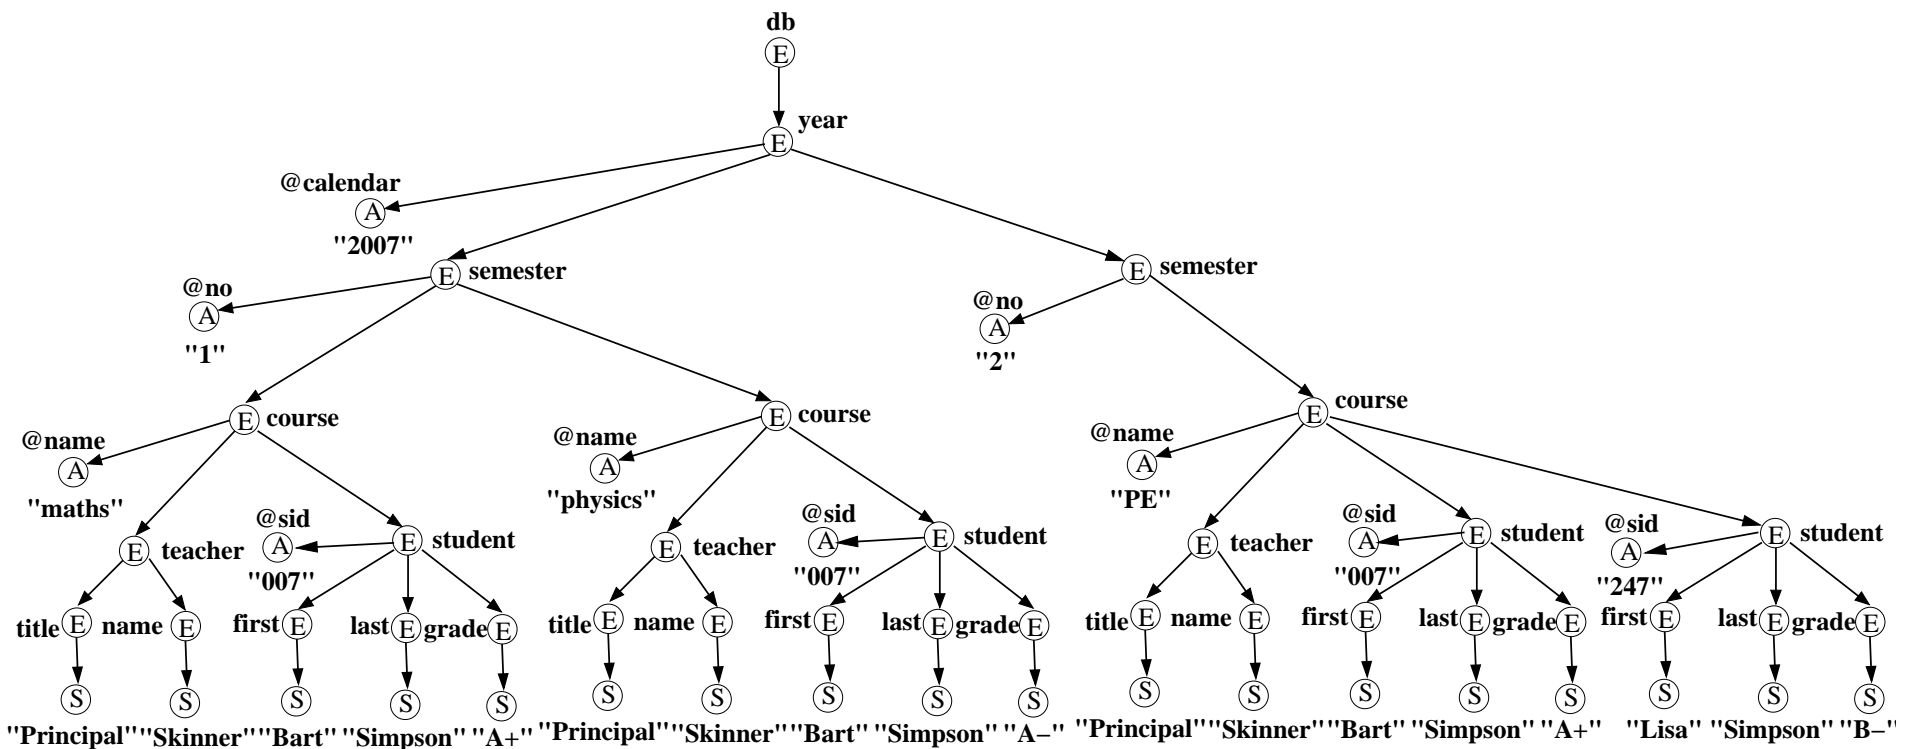 db
E
year
E
@calendar
A
"2007"
E semester
E semester
@no
A
"1"
@no
A
"2"
E course
E course
E course
@name
A
"maths"
@name
A
"physics"
@name
A
"PE"
E teacher
@sid
A
"007"
E student
E teacher
@sid
A
"007"
E student
E teacher
@sid
A
"007"
E student
@sid
A
"247"
E student
title E name E first E last E grade E title E name E first E last E grade E title E name E first E last E grade E first E last E grade E
S S S S S S S S S S S S S S S S S S
"Principal" "Skinner" "Bart" "Simpson" "A+" "Principal" "Skinner" "Bart" "Simpson" "A−" "Principal" "Skinner" "Bart" "Simpson" "A+" "Lisa" "Simpson" "B−"